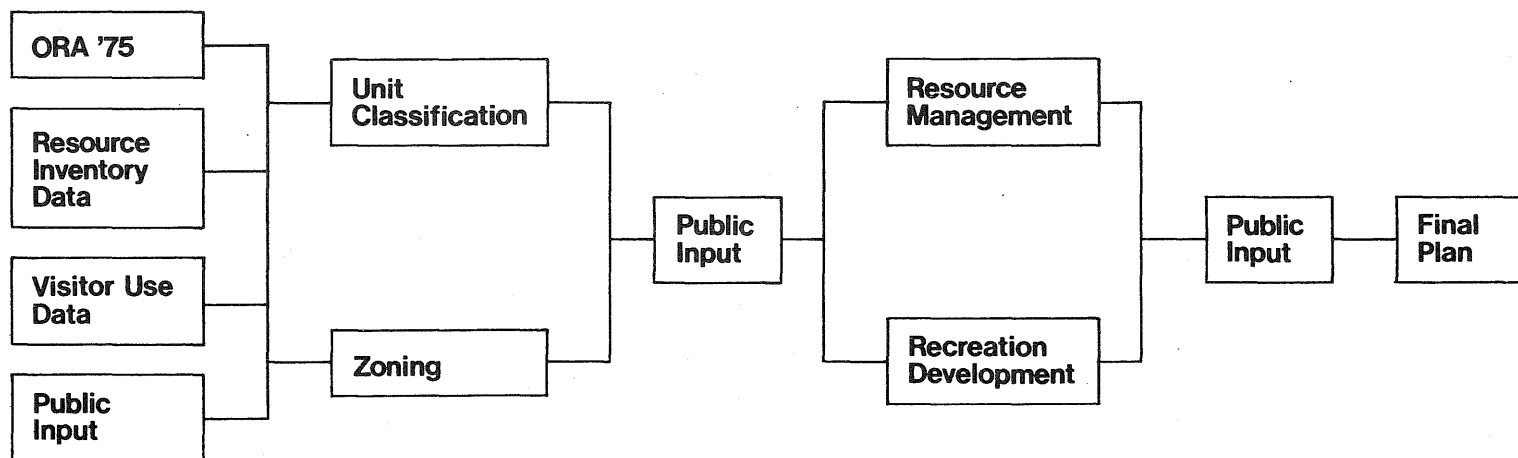 ORA '75
Resource
Inventory
Data
Visitor Use
Data
Public
Input
Unit
Classification
Zoning
Public
Input
Resource
Management
Recreation
Development
Public
Input
Final
Plan